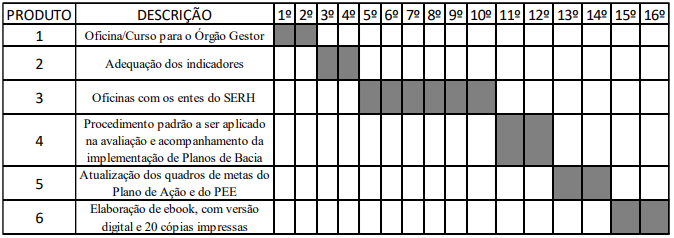 PRODUTO DESCRIÇÃO 1º 2º 3º 4º 5º 6º 7º 8º 9º 10º 11º 12º 13º 14º 15º 16º
1 Oficina/Curso para o Órgão Gestor
2 Adequação dos indicadores
3 Oficinas com os entes do SERH
4 Procedimento padrão a ser aplicado
na avaliação e acompanhamento da
implementação de Planos de Bacia
5 Atualização dos quadros de metas do
Plano de Ação e do PEE
6 Elaboração de ebook, com versão
digital e 20 cópias impressas